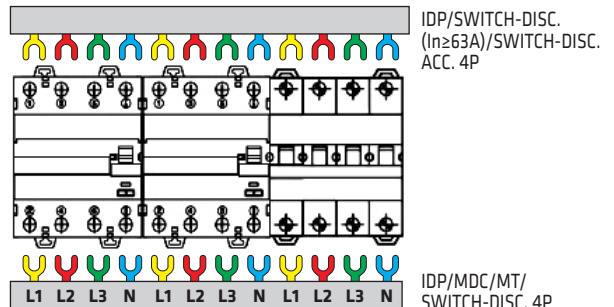 IDP/SWITCH-DISC.
(In≥63A)/SWITCH-DISC.
ACC. 4P
IDP/MDC/MT/
SWITCH-DISC. 4P
L1 L2 L3 N L1 L2 L3 N L1 L2 L3 N